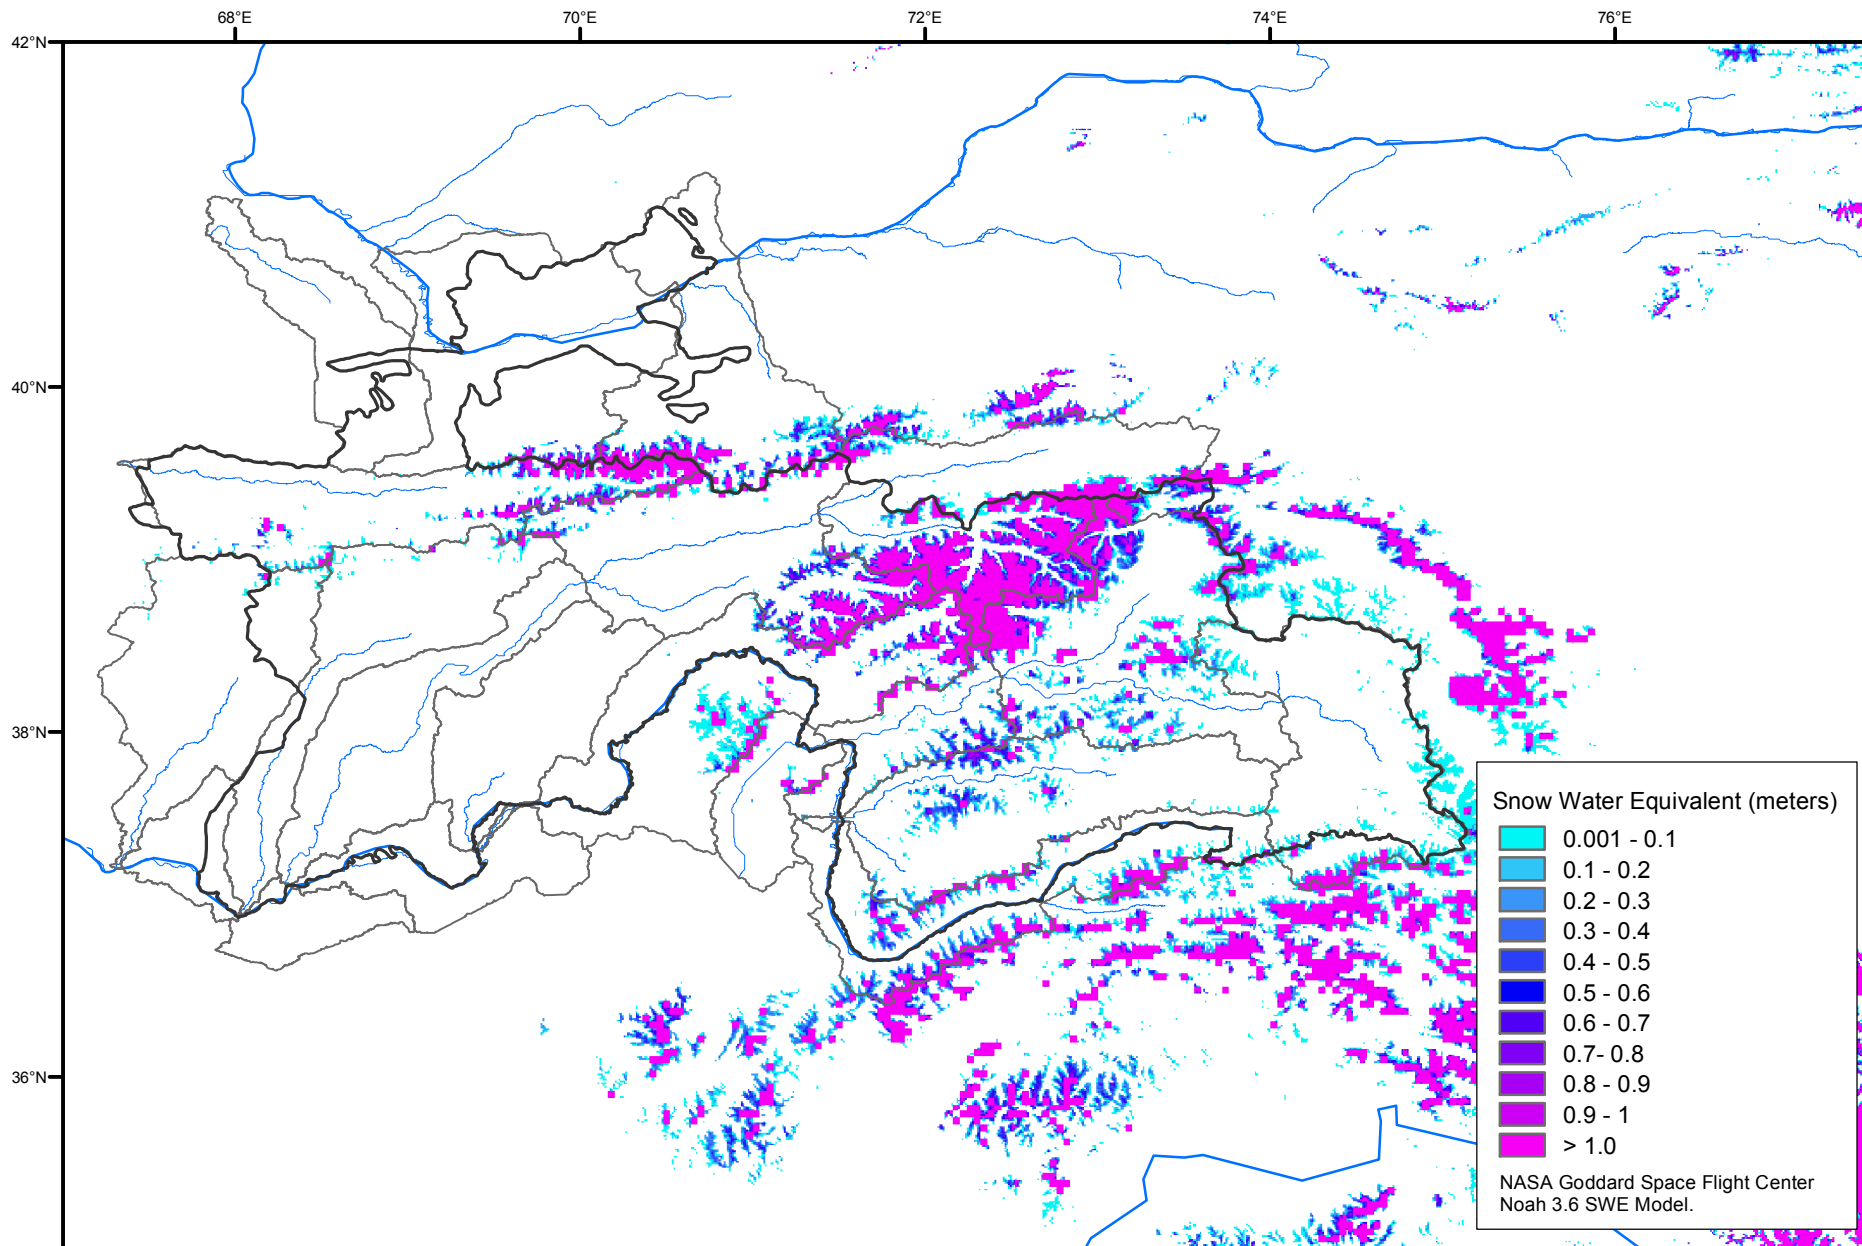 68°E
70°E
72°E
74°E
76°E
42°N
40°N
38°N
36°N
Snow Water Equivalent (meters)
0.001 - 0.1
0.1 - 0.2
0.2 - 0.3
0.3 - 0.4
0.4 - 0.5
0.5 - 0.6
0.6 - 0.7
0.7- 0.8
0.8 - 0.9
0.9 - 1
> 1.0
NASA Goddard Space Flight Center
Noah 3.6 SWE Model.